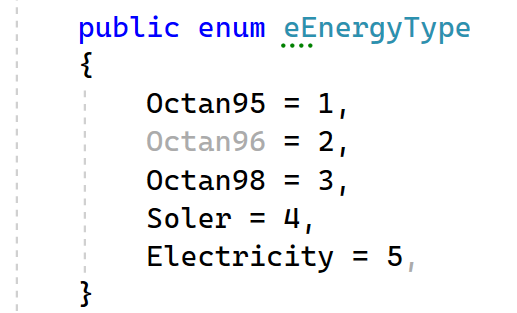 public enum eEnergyType
{
Octan95 = 1,
Octan96 = 2,
Octan98 = 3,
Soler = 4,
Electricity = 5,
}